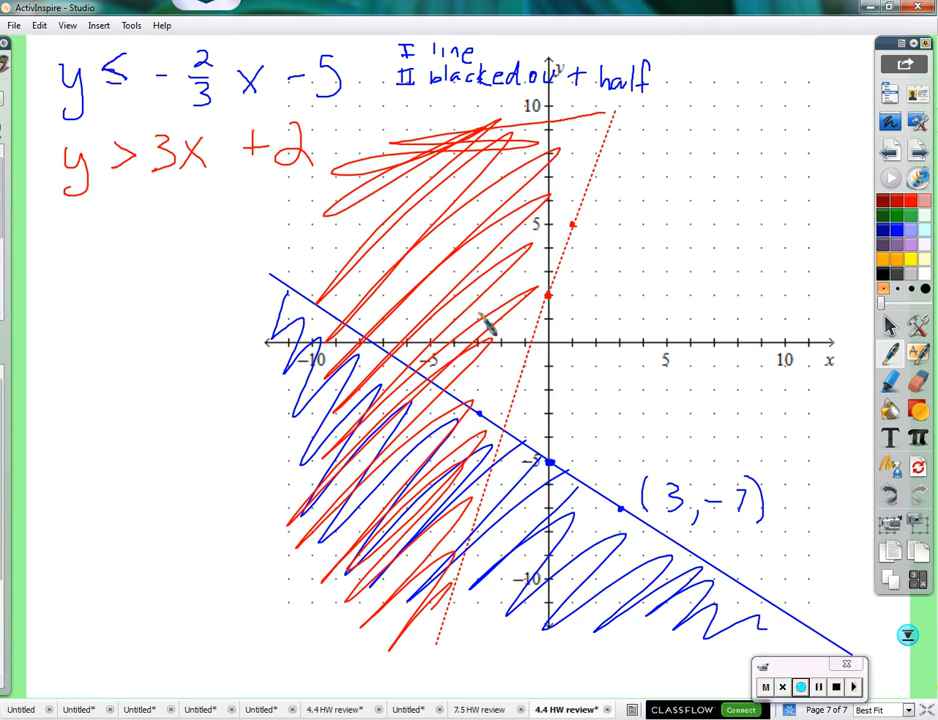 ActivInspire - Studio
File Edit View Insert Tools
y ≤ - 2/3 x - 5
I line
II blacked.ou + half
y > 3x + 2
y
10
5
-10
-5
5
10
x
-5
(3,-7)
-10
M
Untitled Untitled* Untitled* Untitled* Untitled* 4.4 HW review* Untitled* 7.5 HW review* Untitled* 4.4 HW review* CLASSFLOW Connect Page 7 of 7 Best Fit